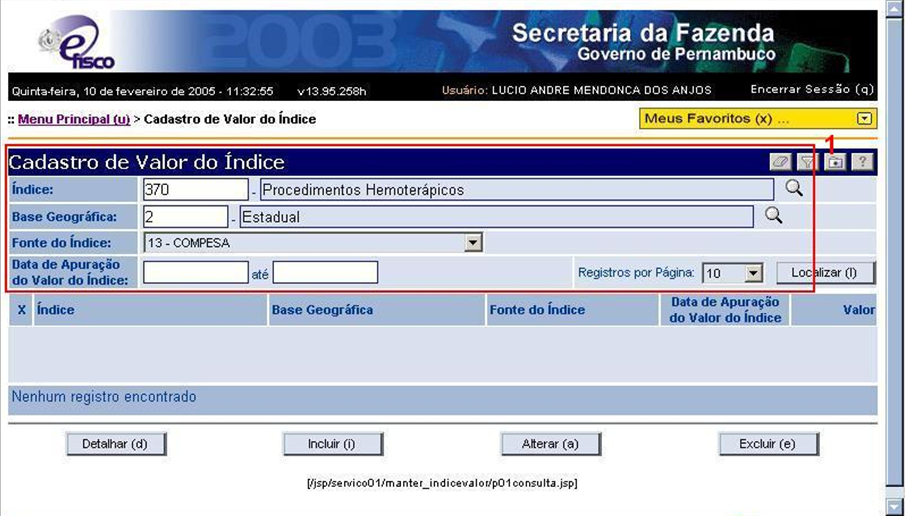 efisco
2003
Secretaria da Fazenda
Governo de Pernambuco
Quinta-feira, 10 de fevereiro de 2005 - 11:32:55 v13.95.258h Usuário: LUCIO ANDRE MENDONCA DOS ANJOS Encerrar Sessão (q)
:: Menu Principal (u) > Cadastro de Valor do Índice Meus Favoritos (x) ...
1
Cadastro de Valor do Índice ?
Índice: 370 - Procedimentos Hemoterápicos
Base Geográfica: 2 - Estadual
Fonte do Índice: 13 - COMPESA
Data de Apuração
do Valor do Índice: até Registros por Página: 10 Localizar (l)
X Índice Base Geográfica Fonte do Índice Data de Apuração
do Valor do Índice Valor
Nenhum registro encontrado
Detalhar (d) Incluir (i) Alterar (a) Excluir (e)
[/jsp/servico01/manter_indicevalor/p01consulta.jsp]